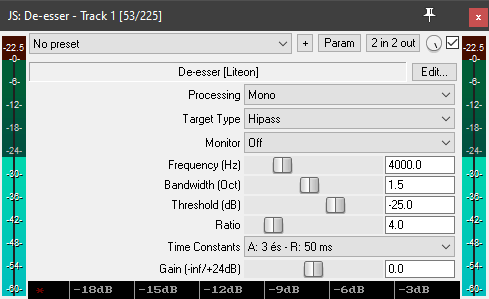 JS: De-esser - Track 1 [53/225]
-22.5 No preset + Param 2 in 2 out -22.5
-0- -0-
De-esser [Liteon] Edit...
-6- -6-
Processing Mono
-12- -12-
Target Type Hipass
-18- -18-
Monitor Off
-24- -24-
Frequency (Hz) 4000.0
-30- -30-
Bandwidth (Oct) 1.5
-36- -36-
Threshold (dB) -25.0
Ratio 4.0
-42- -42-
Time Constants A: 3 és - R: 50 ms
-48- -48-
-54- -54-
Gain (-inf/+24dB) 0.0
-60- -18dB -15dB -12dB -9dB -6dB -3dB -60-